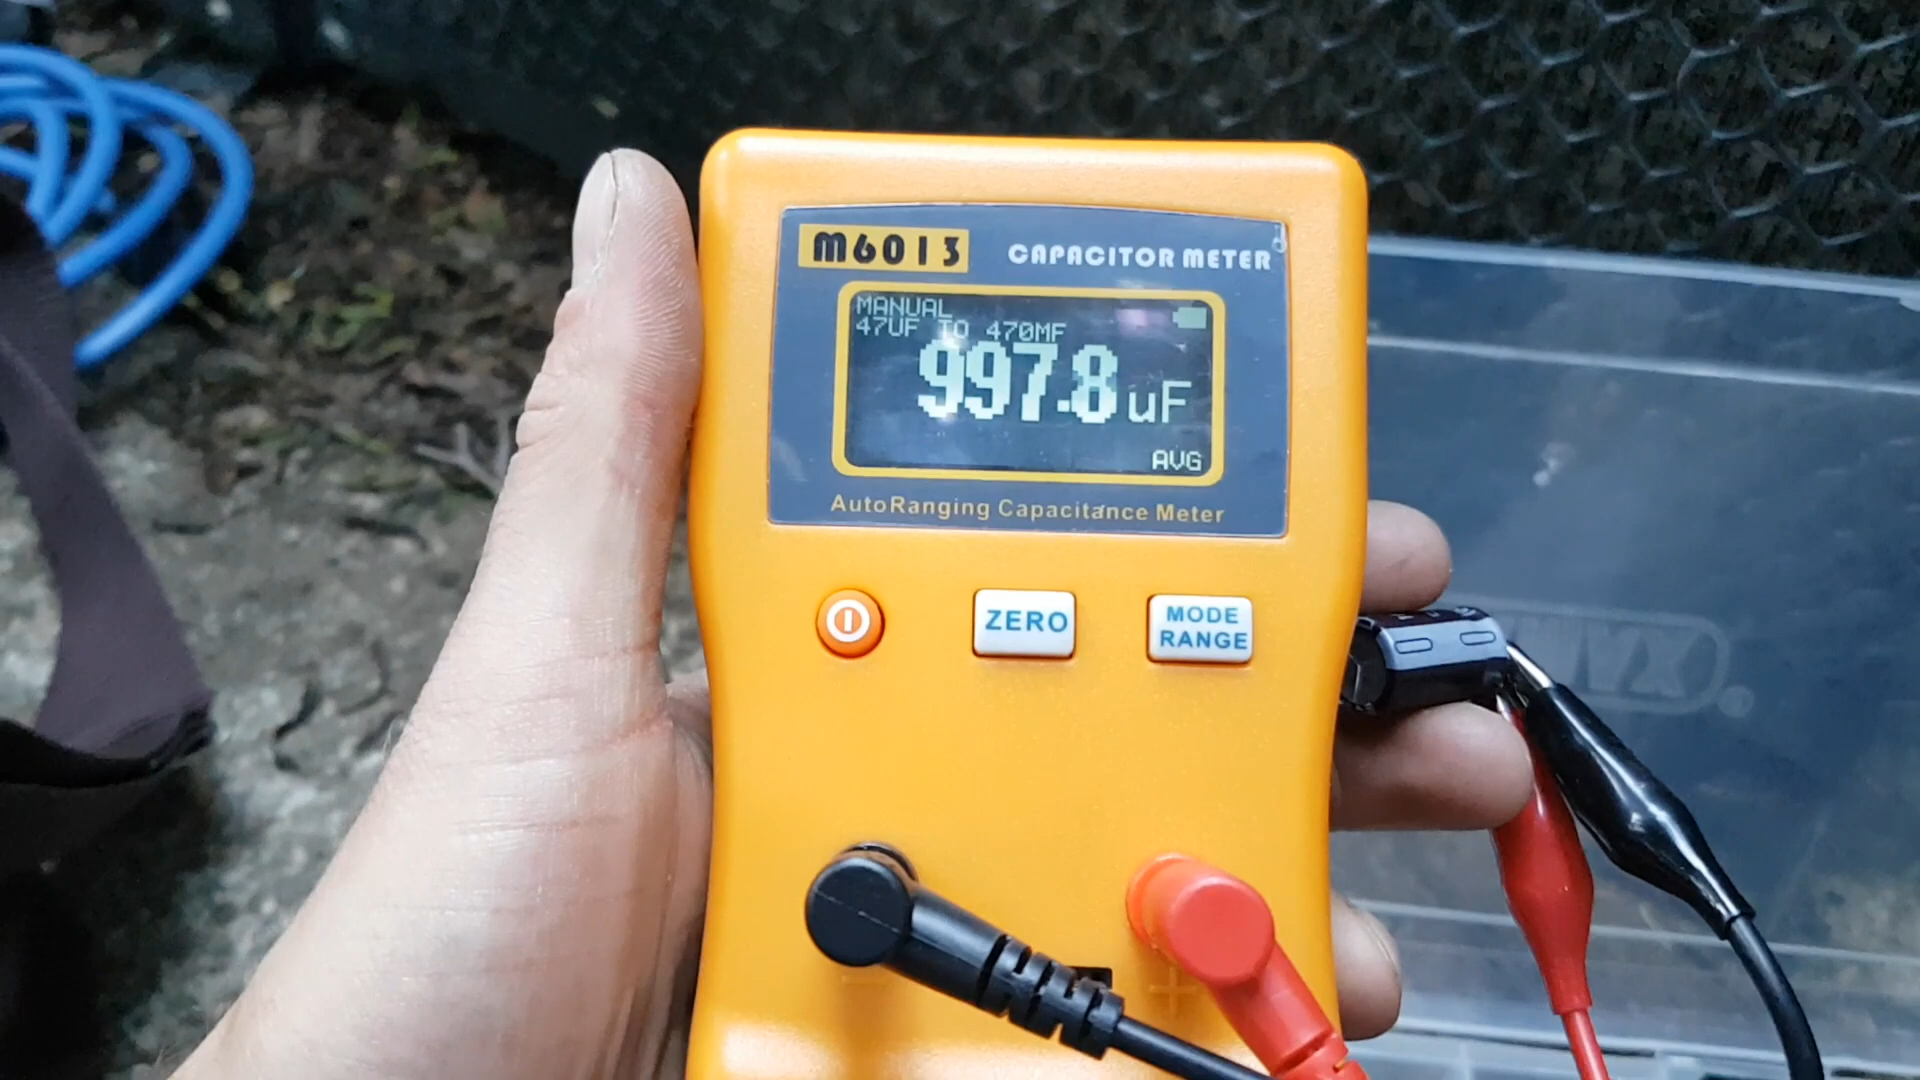 M6013 CAPACITOR METER
MANUAL
47UF TO 470MF
997.8 uF
AVG
AutoRanging Capacitance Meter
ZERO
MODE
RANGE
- +